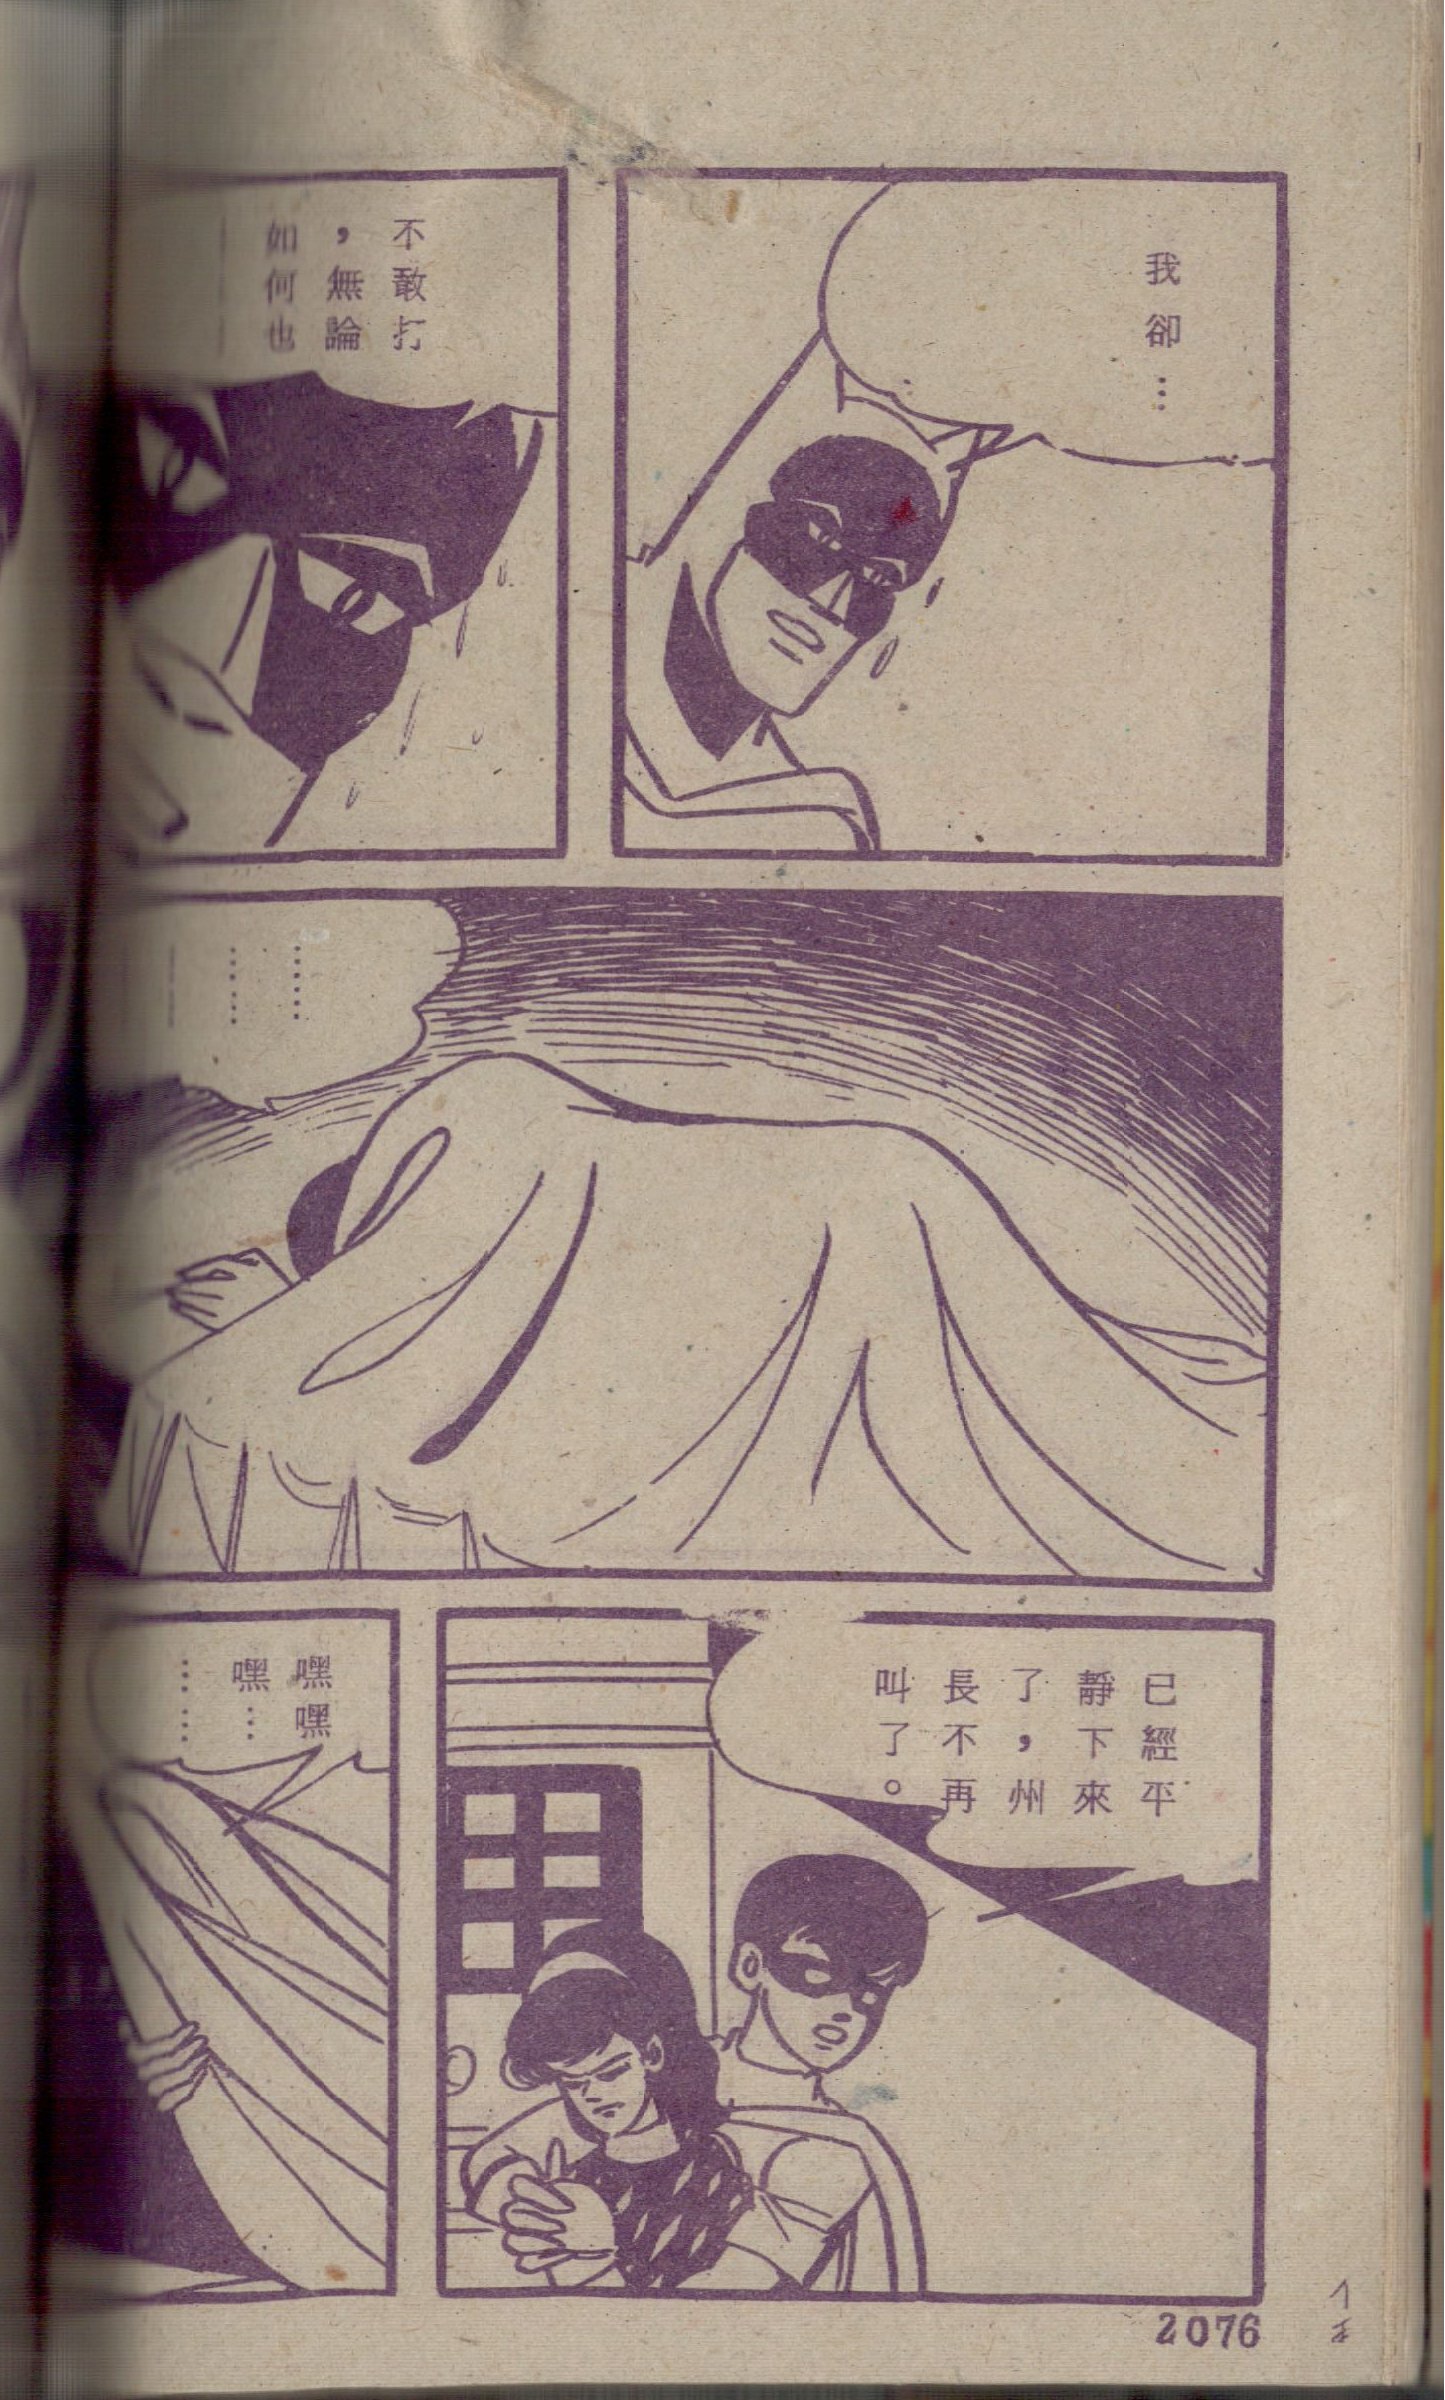 我卻…
不敢打
，無論
如何也
……
……
已經平
靜下來
了，州
長不再
叫了。
嘿嘿
嘿…
……
2076